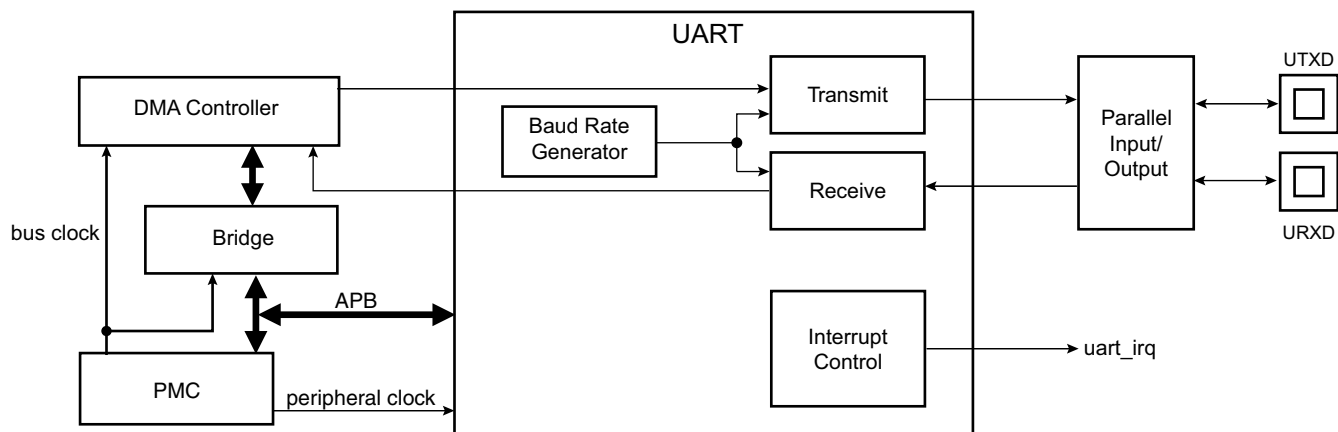 UART
DMA Controller
Transmit
Baud Rate
Generator
Receive
Parallel
Input/
Output
UTXD
URXD
bus clock
Bridge
APB
PMC
peripheral clock
Interrupt
Control
uart_irq